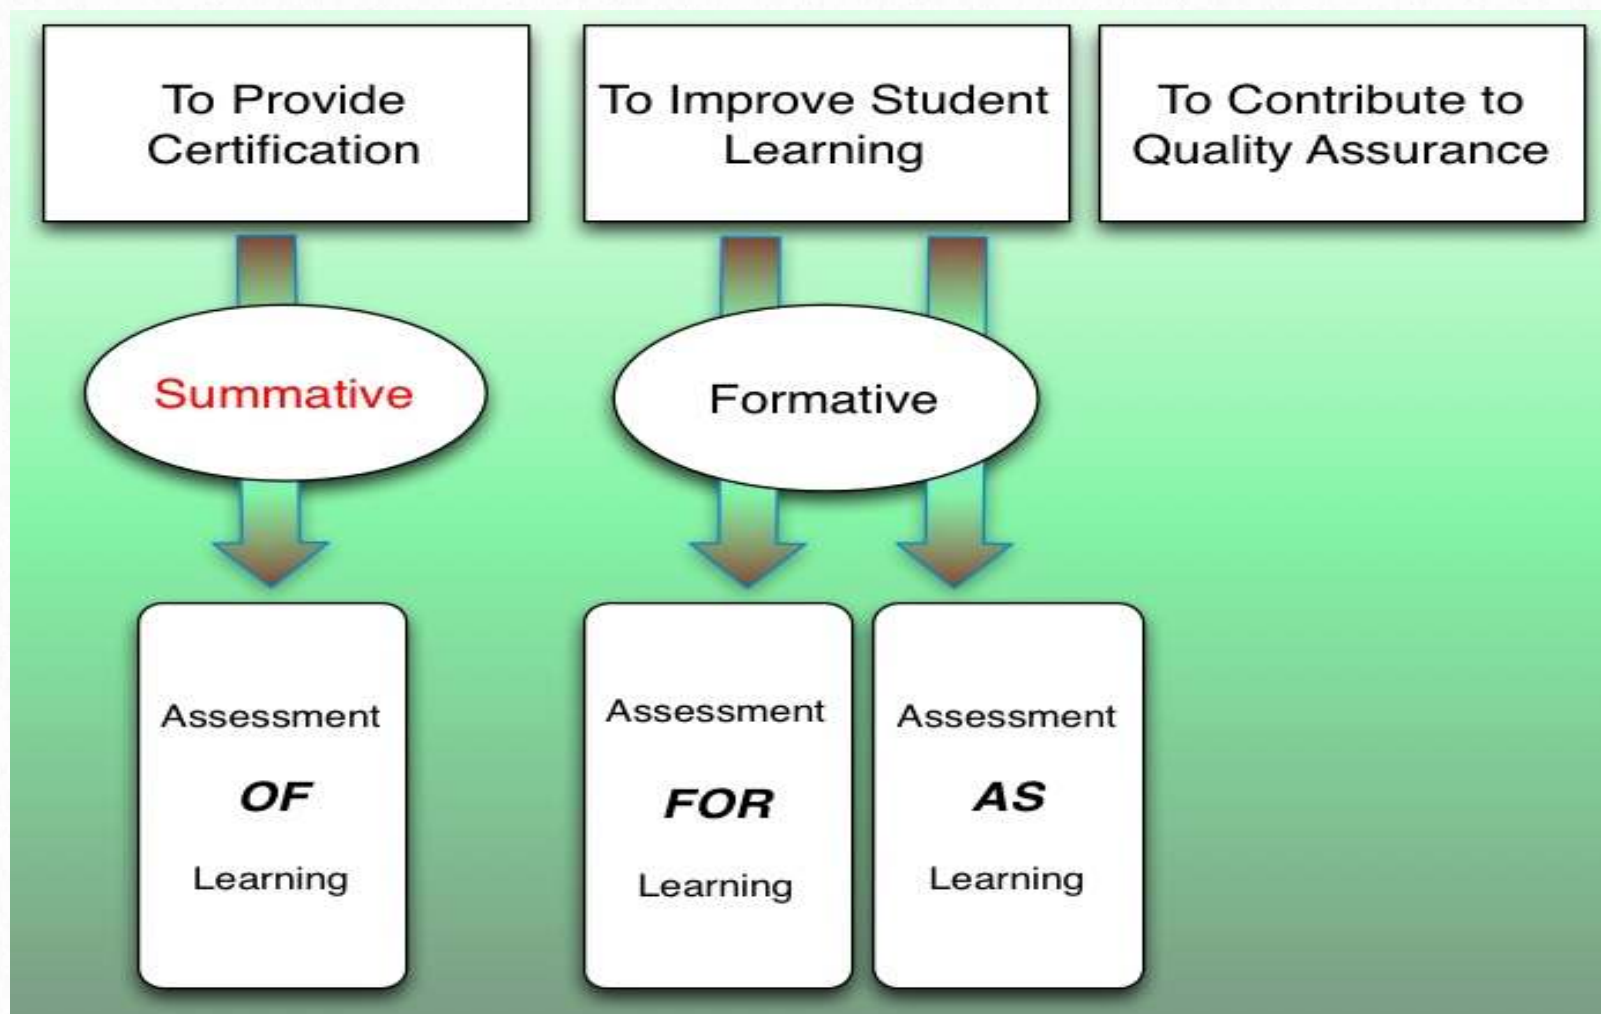 To Provide
Certification
To Improve Student
Learning
To Contribute to
Quality Assurance
Summative
Formative
Assessment
OF
Learning
Assessment
FOR
Learning
Assessment
AS
Learning